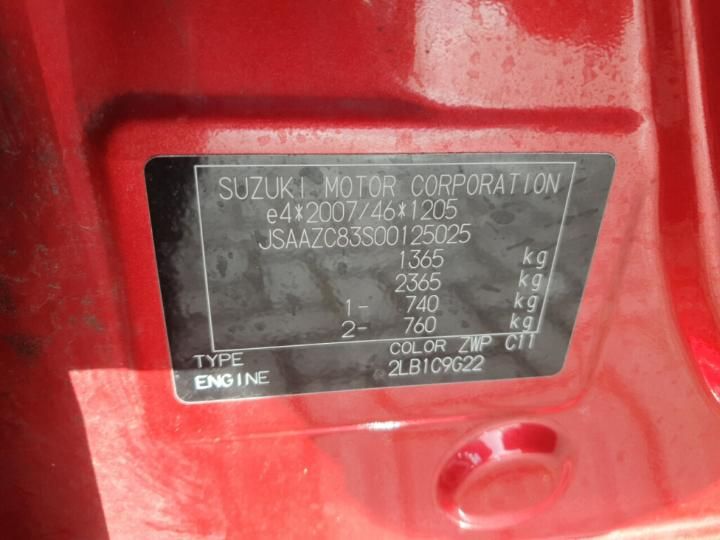 SUZUKI MOTOR CORPORATION
e4*2007/46*1205
JSAAZC83S00125025
1365 kg
2365 kg
1- 740 kg
2- 760 kg
COLOR ZWP C11
TYPE
ENGINE 2LB1C9G22